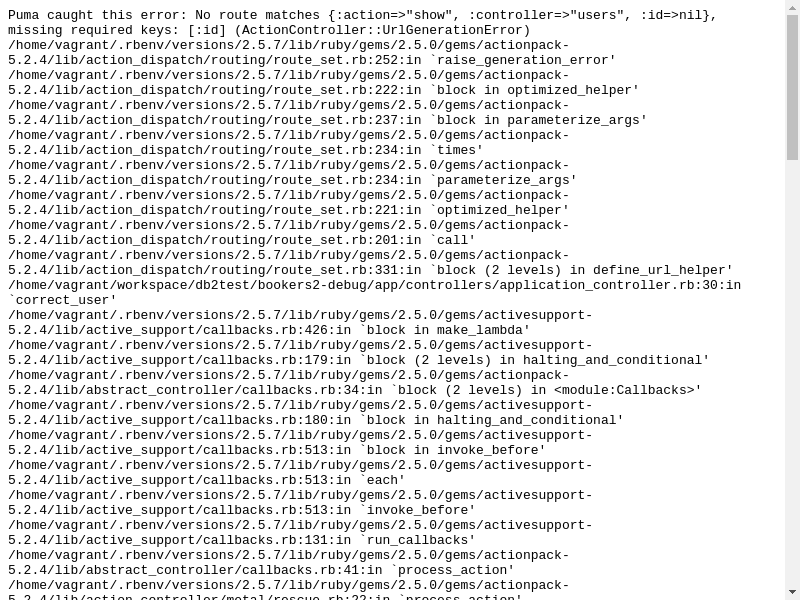 Puma caught this error: No route matches {:action=>"show", :controller=>"users", :id=>nil},
missing required keys: [:id] (ActionController::UrlGenerationError)
/home/vagrant/.rbenv/versions/2.5.7/lib/ruby/gems/2.5.0/gems/actionpack-
5.2.4/lib/action_dispatch/routing/route_set.rb:252:in `raise_generation_error'
/home/vagrant/.rbenv/versions/2.5.7/lib/ruby/gems/2.5.0/gems/actionpack-
5.2.4/lib/action_dispatch/routing/route_set.rb:222:in `block in optimized_helper'
/home/vagrant/.rbenv/versions/2.5.7/lib/ruby/gems/2.5.0/gems/actionpack-
5.2.4/lib/action_dispatch/routing/route_set.rb:237:in `block in parameterize_args'
/home/vagrant/.rbenv/versions/2.5.7/lib/ruby/gems/2.5.0/gems/actionpack-
5.2.4/lib/action_dispatch/routing/route_set.rb:234:in `times'
/home/vagrant/.rbenv/versions/2.5.7/lib/ruby/gems/2.5.0/gems/actionpack-
5.2.4/lib/action_dispatch/routing/route_set.rb:234:in `parameterize_args'
/home/vagrant/.rbenv/versions/2.5.7/lib/ruby/gems/2.5.0/gems/actionpack-
5.2.4/lib/action_dispatch/routing/route_set.rb:221:in `optimized_helper'
/home/vagrant/.rbenv/versions/2.5.7/lib/ruby/gems/2.5.0/gems/actionpack-
5.2.4/lib/action_dispatch/routing/route_set.rb:201:in `call'
/home/vagrant/.rbenv/versions/2.5.7/lib/ruby/gems/2.5.0/gems/actionpack-
5.2.4/lib/action_dispatch/routing/route_set.rb:331:in `block (2 levels) in define_url_helper'
/home/vagrant/workspace/db2test/bookers2-debug/app/controllers/application_controller.rb:30:in
`correct_user'
/home/vagrant/.rbenv/versions/2.5.7/lib/ruby/gems/2.5.0/gems/activesupport-
5.2.4/lib/active_support/callbacks.rb:426:in `block in make_lambda'
/home/vagrant/.rbenv/versions/2.5.7/lib/ruby/gems/2.5.0/gems/activesupport-
5.2.4/lib/active_support/callbacks.rb:179:in `block (2 levels) in halting_and_conditional'
/home/vagrant/.rbenv/versions/2.5.7/lib/ruby/gems/2.5.0/gems/actionpack-
5.2.4/lib/abstract_controller/callbacks.rb:34:in `block (2 levels) in <module:Callbacks>'
/home/vagrant/.rbenv/versions/2.5.7/lib/ruby/gems/2.5.0/gems/activesupport-
5.2.4/lib/active_support/callbacks.rb:180:in `block in halting_and_conditional'
/home/vagrant/.rbenv/versions/2.5.7/lib/ruby/gems/2.5.0/gems/activesupport-
5.2.4/lib/active_support/callbacks.rb:513:in `block in invoke_before'
/home/vagrant/.rbenv/versions/2.5.7/lib/ruby/gems/2.5.0/gems/activesupport-
5.2.4/lib/active_support/callbacks.rb:513:in `each'
/home/vagrant/.rbenv/versions/2.5.7/lib/ruby/gems/2.5.0/gems/activesupport-
5.2.4/lib/active_support/callbacks.rb:513:in `invoke_before'
/home/vagrant/.rbenv/versions/2.5.7/lib/ruby/gems/2.5.0/gems/activesupport-
5.2.4/lib/active_support/callbacks.rb:131:in `run_callbacks'
/home/vagrant/.rbenv/versions/2.5.7/lib/ruby/gems/2.5.0/gems/actionpack-
5.2.4/lib/abstract_controller/callbacks.rb:41:in `process_action'
/home/vagrant/.rbenv/versions/2.5.7/lib/ruby/gems/2.5.0/gems/actionpack-
5.2.4/lib/action_controller/metal/rescue.rb:22:in `process_action'